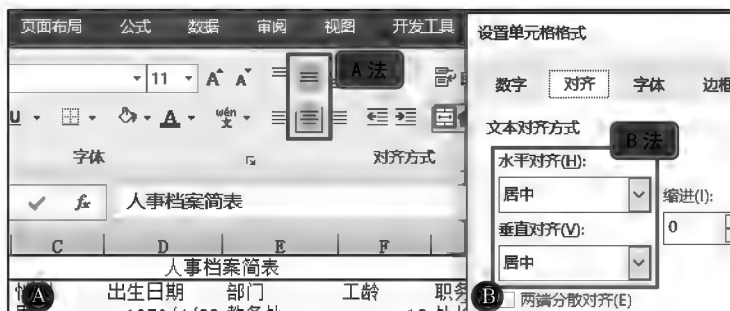 页面布局 公式 数据 审阅 视图 开发工具
11 A A
A法
U A wén 文
字体 对齐方式
fx 人事档案简表
C D E F
人事档案简表
出生日期 部门 工龄 职务
A
设置单元格格式
数字 对齐 字体 边框
文本对齐方式
B法
水平对齐(H):
居中 缩进(I):
垂直对齐(V): 0
居中
B 两端分散对齐(E)